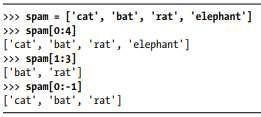 >>> spam = ['cat', 'bat', 'rat', 'elephant']
>>> spam[0:4]
['cat', 'bat', 'rat', 'elephant']
>>> spam[1:3]
['bat', 'rat']
>>> spam[0:-1]
['cat', 'bat', 'rat']